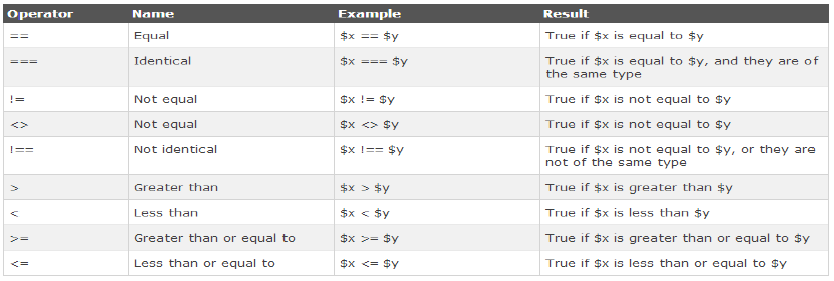 Operator Name Example Result
== Equal $x == $y True if $x is equal to $y
=== Identical $x === $y True if $x is equal to $y, and they are of
the same type
!= Not equal $x != $y True if $x is not equal to $y
<> Not equal $x <> $y True if $x is not equal to $y
!== Not identical $x !== $y True if $x is not equal to $y, or they are
not of the same type
> Greater than $x > $y True if $x is greater than $y
< Less than $x < $y True if $x is less than $y
>= Greater than or equal to $x >= $y True if $x is greater than or equal to $y
<= Less than or equal to $x <= $y True if $x is less than or equal to $y